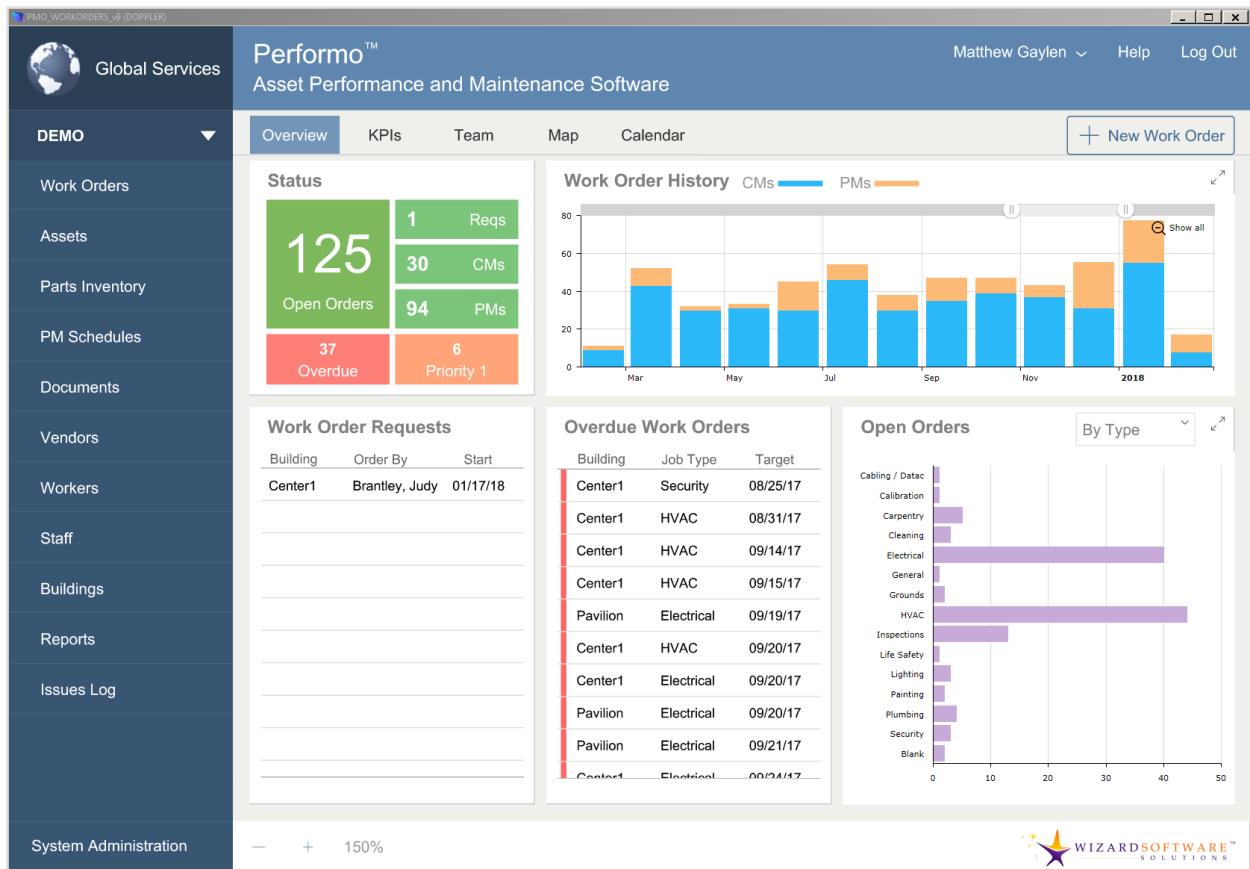 PMO_WORKORDERS_v9 (DOPPLER)
Global Services
Performo™
Asset Performance and Maintenance Software
Matthew Gaylen Help Log Out
DEMO
Work Orders
Assets
Parts Inventory
PM Schedules
Documents
Vendors
Workers
Staff
Buildings
Reports
Issues Log
System Administration
Overview KPIs Team Map Calendar
+ New Work Order
Status
125
Open Orders
1 Reqs
30 CMs
94 PMs
37
Overdue
6
Priority 1
Work Order History CMs PMs
Show all
80
60
40
20
0
Mar May Jul Sep Nov 2018
Work Order Requests
Building Order By Start
Center1 Brantley, Judy 01/17/18
Overdue Work Orders
Building Job Type Target
Center1 Security 08/25/17
Center1 HVAC 08/31/17
Center1 HVAC 09/14/17
Center1 HVAC 09/15/17
Pavilion Electrical 09/19/17
Center1 HVAC 09/20/17
Center1 Electrical 09/20/17
Pavilion Electrical 09/20/17
Pavilion Electrical 09/21/17
Center1 Electrical 09/24/17
Open Orders
By Type
Cabling / Datac
Calibration
Carpentry
Cleaning
Electrical
General
Grounds
HVAC
Inspections
Life Safety
Lighting
Painting
Plumbing
Security
Blank
0 10 20 30 40 50
— + 150%
WIZARDSOFTWARE™
SOLUTIONS